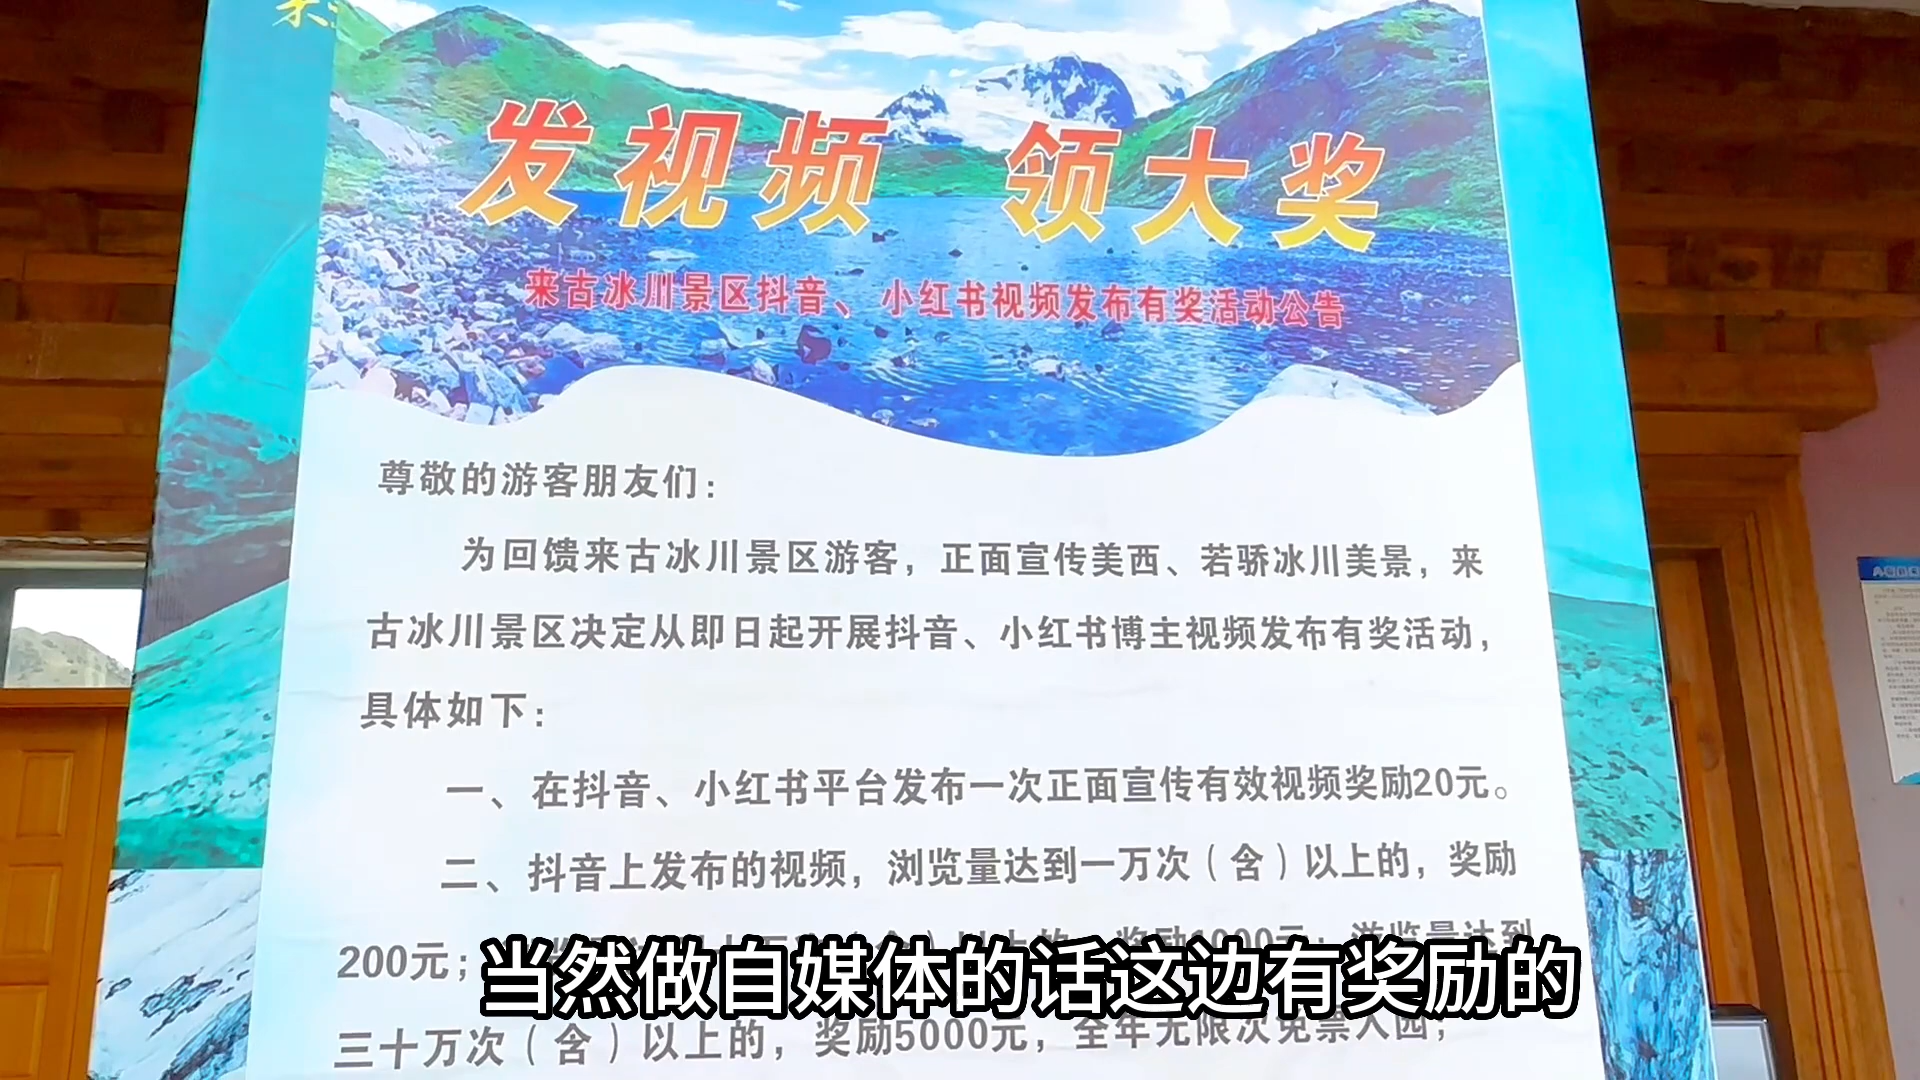 发视频 领大奖
来古冰川景区抖音、小红书视频发布有奖活动公告
尊敬的游客朋友们：
为回馈来古冰川景区游客，正面宣传美西、若骄冰川美景，来
古冰川景区决定从即日起开展抖音、小红书博主视频发布有奖活动，
具体如下：
一、在抖音、小红书平台发布一次正面宣传有效视频奖励20元。
二、抖音上发布的视频，浏览量达到一万次（含）以上的，奖励
200元；
当然做自媒体的话这边有奖励的
三十万次（含）以上的，奖励5000元，全年无限次免票入园；